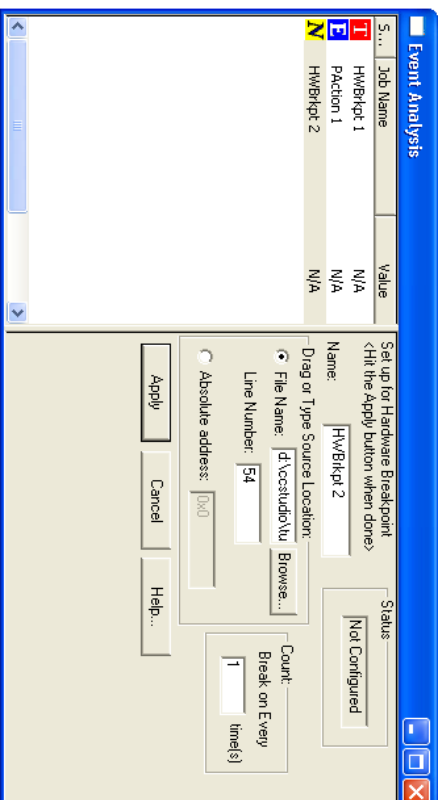 Event Analysis
S... Job Name Value
T HWBrkpt 1 N/A
E PAction 1 N/A
N HWBrkpt 2 N/A
Set up for Hardware Breakpoint
<Hit the Apply button when done>
Name: HWBrkpt 2
Status
Not Configured
Drag or Type Source Location:
File Name: d:\ccstudio\tu Browse...
Line Number: 54
Absolute address: 0x0
Count:
Break on Every
1 time(s)
Apply Cancel Help...